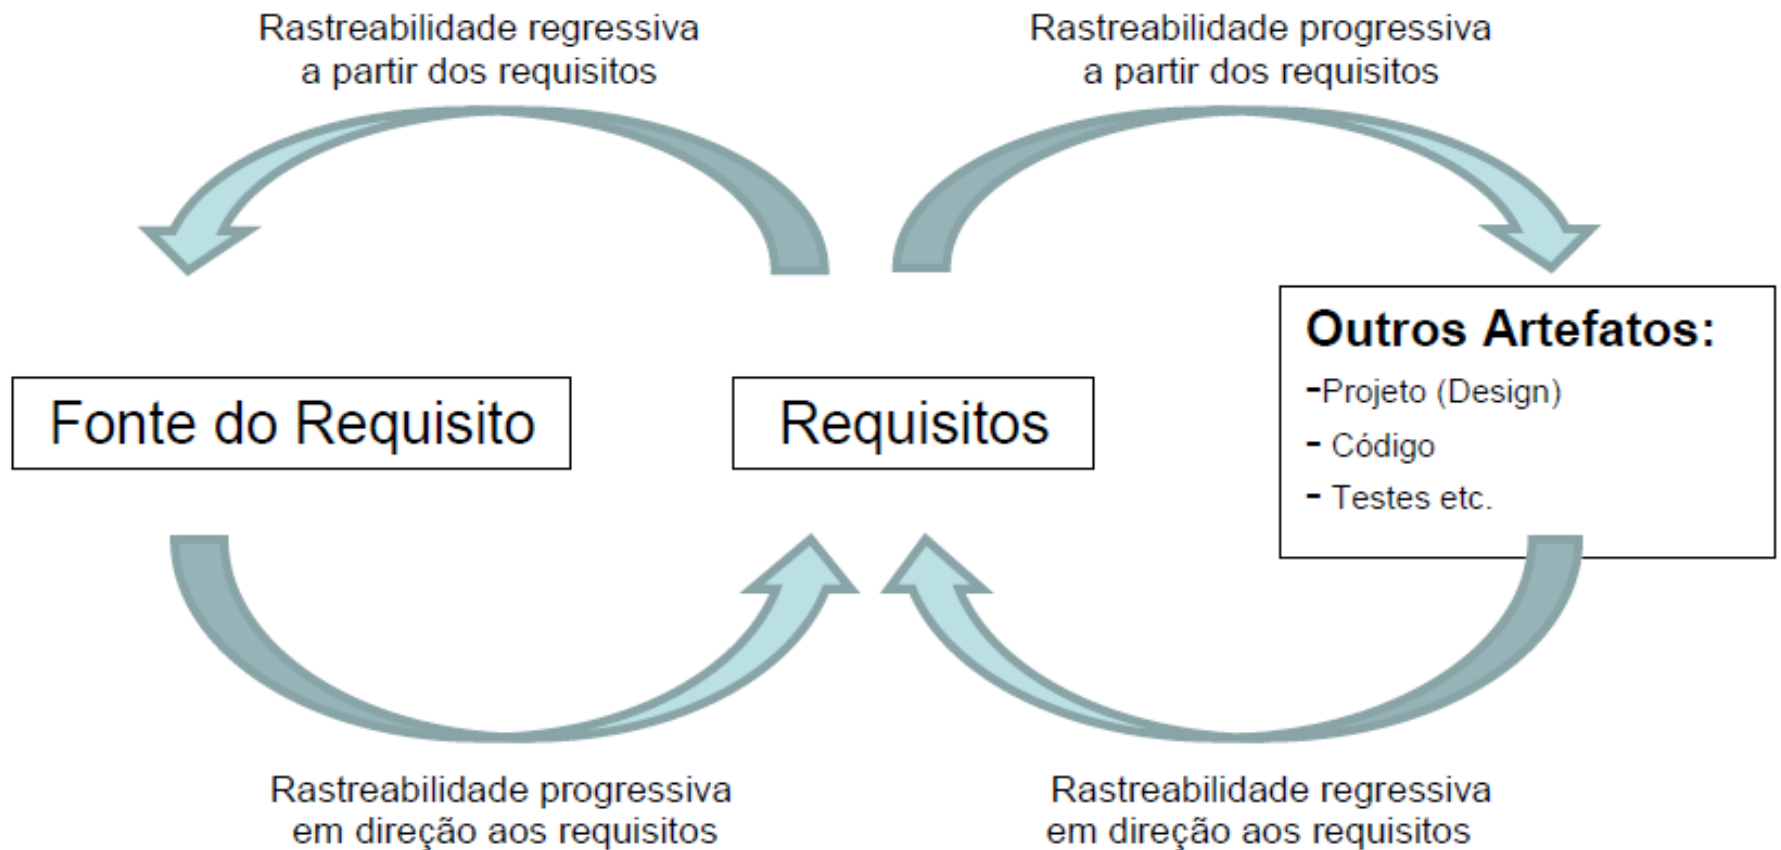 Rastreabilidade regressiva
a partir dos requisitos
Rastreabilidade progressiva
a partir dos requisitos
Fonte do Requisito
Requisitos
Outros Artefatos:
-Projeto (Design)
- Código
- Testes etc.
Rastreabilidade progressiva
em direção aos requisitos
Rastreabilidade regressiva
em direção aos requisitos